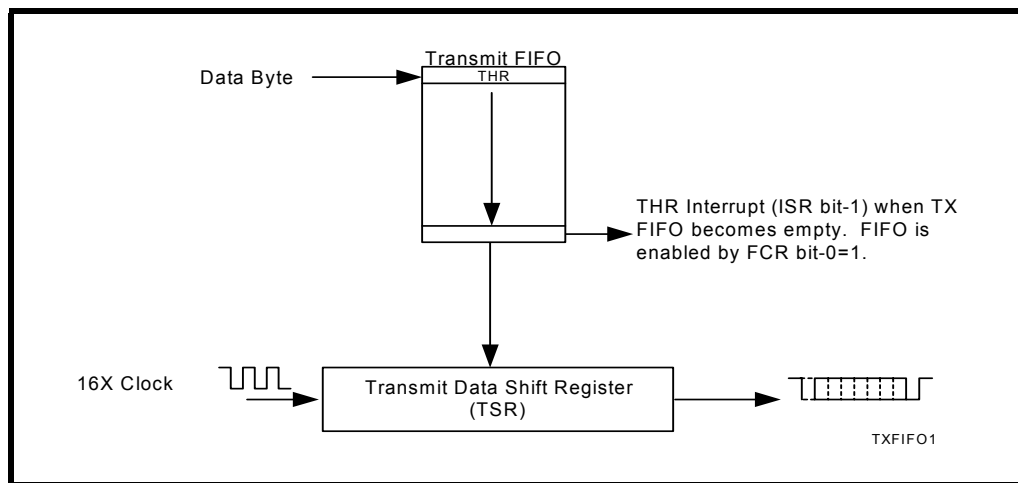 Transmit FIFO
Data Byte
THR
THR Interrupt (ISR bit-1) when TX
FIFO becomes empty. FIFO is
enabled by FCR bit-0=1.
16X Clock
Transmit Data Shift Register
(TSR)
TXFIFO1